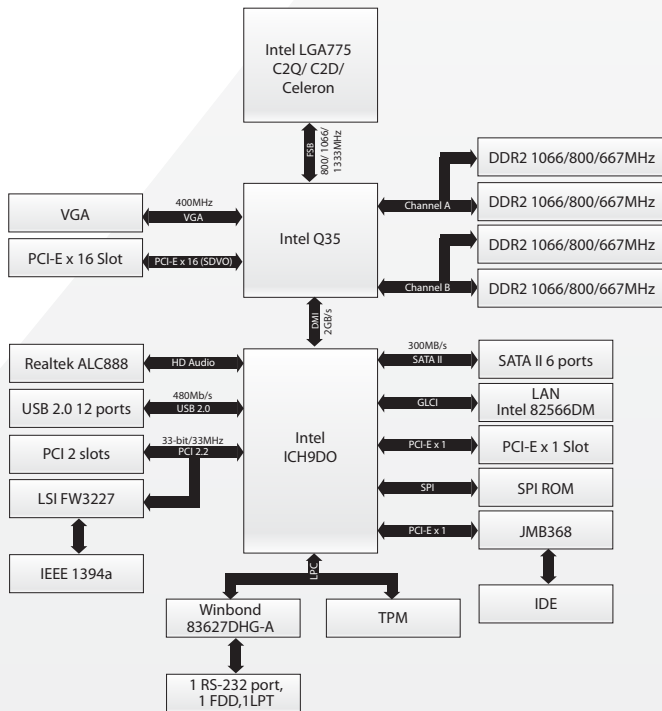 Intel LGA775
C2Q/ C2D/
Celeron
FSB
800/ 1066/
1333MHz
DDR2 1066/800/667MHz
Channel A
DDR2 1066/800/667MHz
DDR2 1066/800/667MHz
Channel B
DDR2 1066/800/667MHz
VGA
400MHz
VGA
Intel Q35
PCI-E x 16 Slot
PCI-E x 16 (SDVO)
DMI
2GB/s
Realtek ALC888
HD Audio
USB 2.0 12 ports
480Mb/s
USB 2.0
PCI 2 slots
33-bit/33MHz
PCI 2.2
LSI FW3227
IEEE 1394a
Intel
ICH9DO
300MB/s
SATA II
SATA II 6 ports
GLCI
LAN
Intel 82566DM
PCI-E x 1
PCI-E x 1 Slot
SPI
SPI ROM
PCI-E x 1
JMB368
IDE
LPC
Winbond
83627DHG-A
TPM
1 RS-232 port,
1 FDD,1LPT